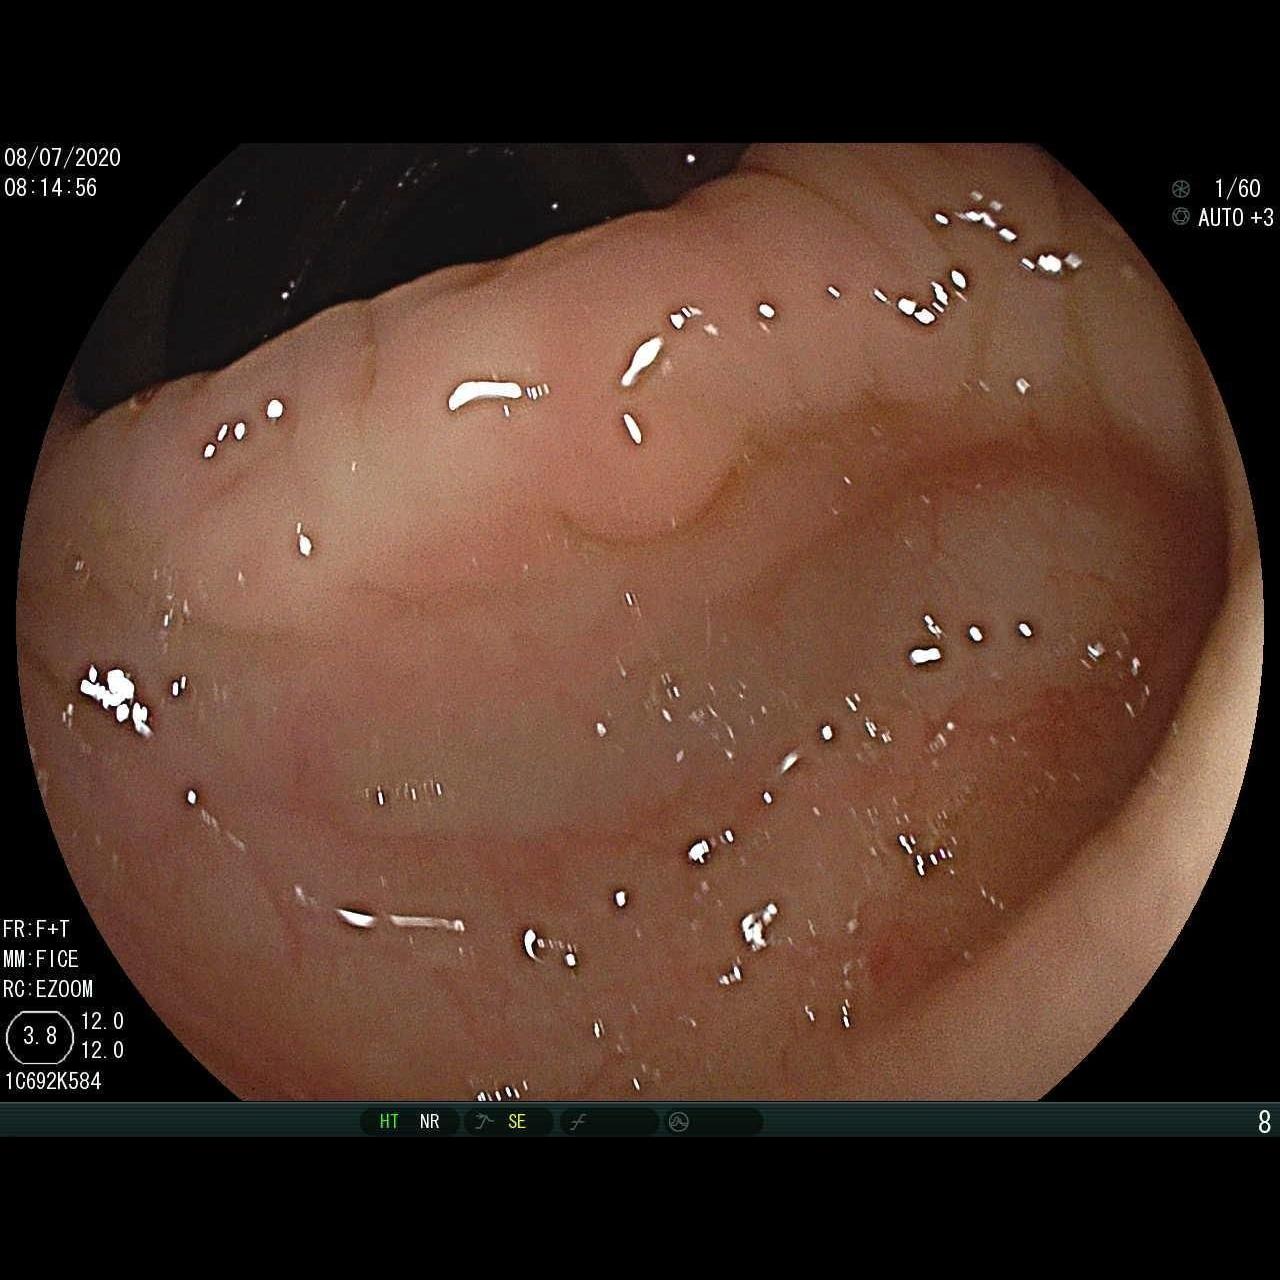 08/07/2020
08:14:56
1/60
AUTO +3
FR:F+T
MM:FICE
RC:EZOOM
3.8
12.0
12.0
1C692K584
HT NR SE
8